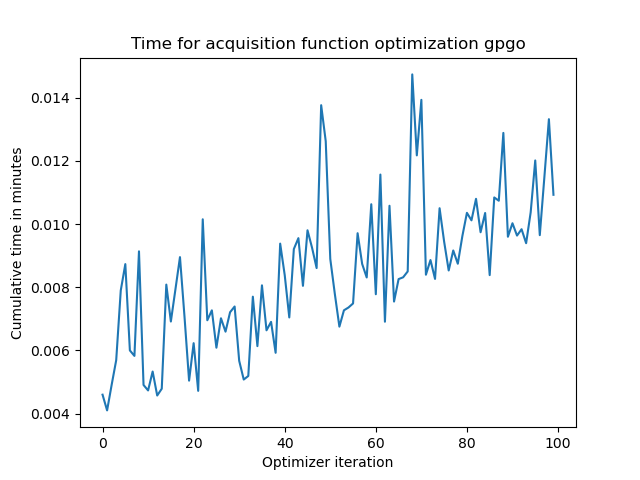 Time for acquisition function optimization gpgo
0.014
0.012
0.010
0.008
0.006
0.004
Cumulative time in minutes
0 20 40 60 80 100
Optimizer iteration